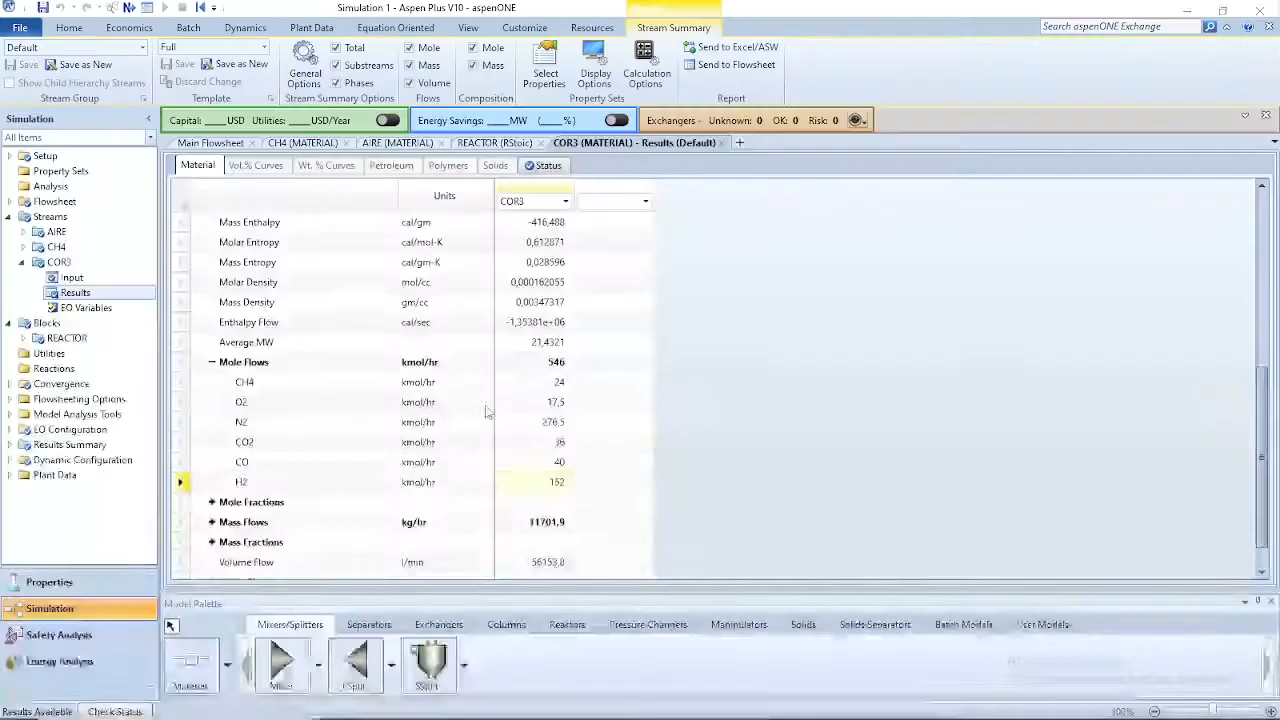 Simulation 1 - Aspen Plus V10 - aspenONE
File Home Economics Batch Dynamics Plant Data Equation Oriented View Customize Resources Stream Summary Search aspenONE Exchange
Default Full Total Mole Mole Send to Excel/ASW
Save Save as New Save Save as New Substreams Mass Mass Send to Flowsheet
Show Child Hierarchy Streams Discard Change General Options Phases Volume Select Properties Display Options Calculation Options
Stream Group Template Stream Summary Options Flows Composition Property Sets Report
Simulation Capital: ____USD Utilities: ____USD/Year Energy Savings: ____MW (____%) Exchangers - Unknown: 0 OK: 0 Risk: 0
All Items Main Flowsheet CH4 (MATERIAL) AIRE (MATERIAL) REACTOR (RStoic) COR3 (MATERIAL) - Results (Default)
Material Vol.% Curves Wt. % Curves Petroleum Polymers Solids Status
Setup
Property Sets
Analysis
Flowsheet
Streams
AIRE
CH4
COR3
Input
Results
EO Variables
Blocks
REACTOR
Utilities
Reactions
Convergence
Flowsheeting Options
Model Analysis Tools
EO Configuration
Results Summary
Dynamic Configuration
Plant Data
Properties
Simulation
Safety Analysis
Energy Analysis
Units COR3
Mass Enthalpy cal/gm -416,488
Molar Entropy cal/mol-K 0,612871
Mass Entropy cal/gm-K 0,028596
Molar Density mol/cc 0,000162055
Mass Density gm/cc 0,00347317
Enthalpy Flow cal/sec -1,35381e+06
Average MW 21,4321
Mole Flows kmol/hr 546
CH4 kmol/hr 24
O2 kmol/hr 17,5
N2 kmol/hr 276,5
CO2 kmol/hr 36
CO kmol/hr 40
H2 kmol/hr 152
Mole Fractions
Mass Flows kg/hr 11701,9
Mass Fractions
Volume Flow l/min 56153,8
Model Palette
Mixers/Splitters Separators Exchangers Columns Reactors Pressure Changers Manipulators Solids Solids Separators Batch Models User Models
Mixer FSplit SSplit
Results Available Check Status 100%